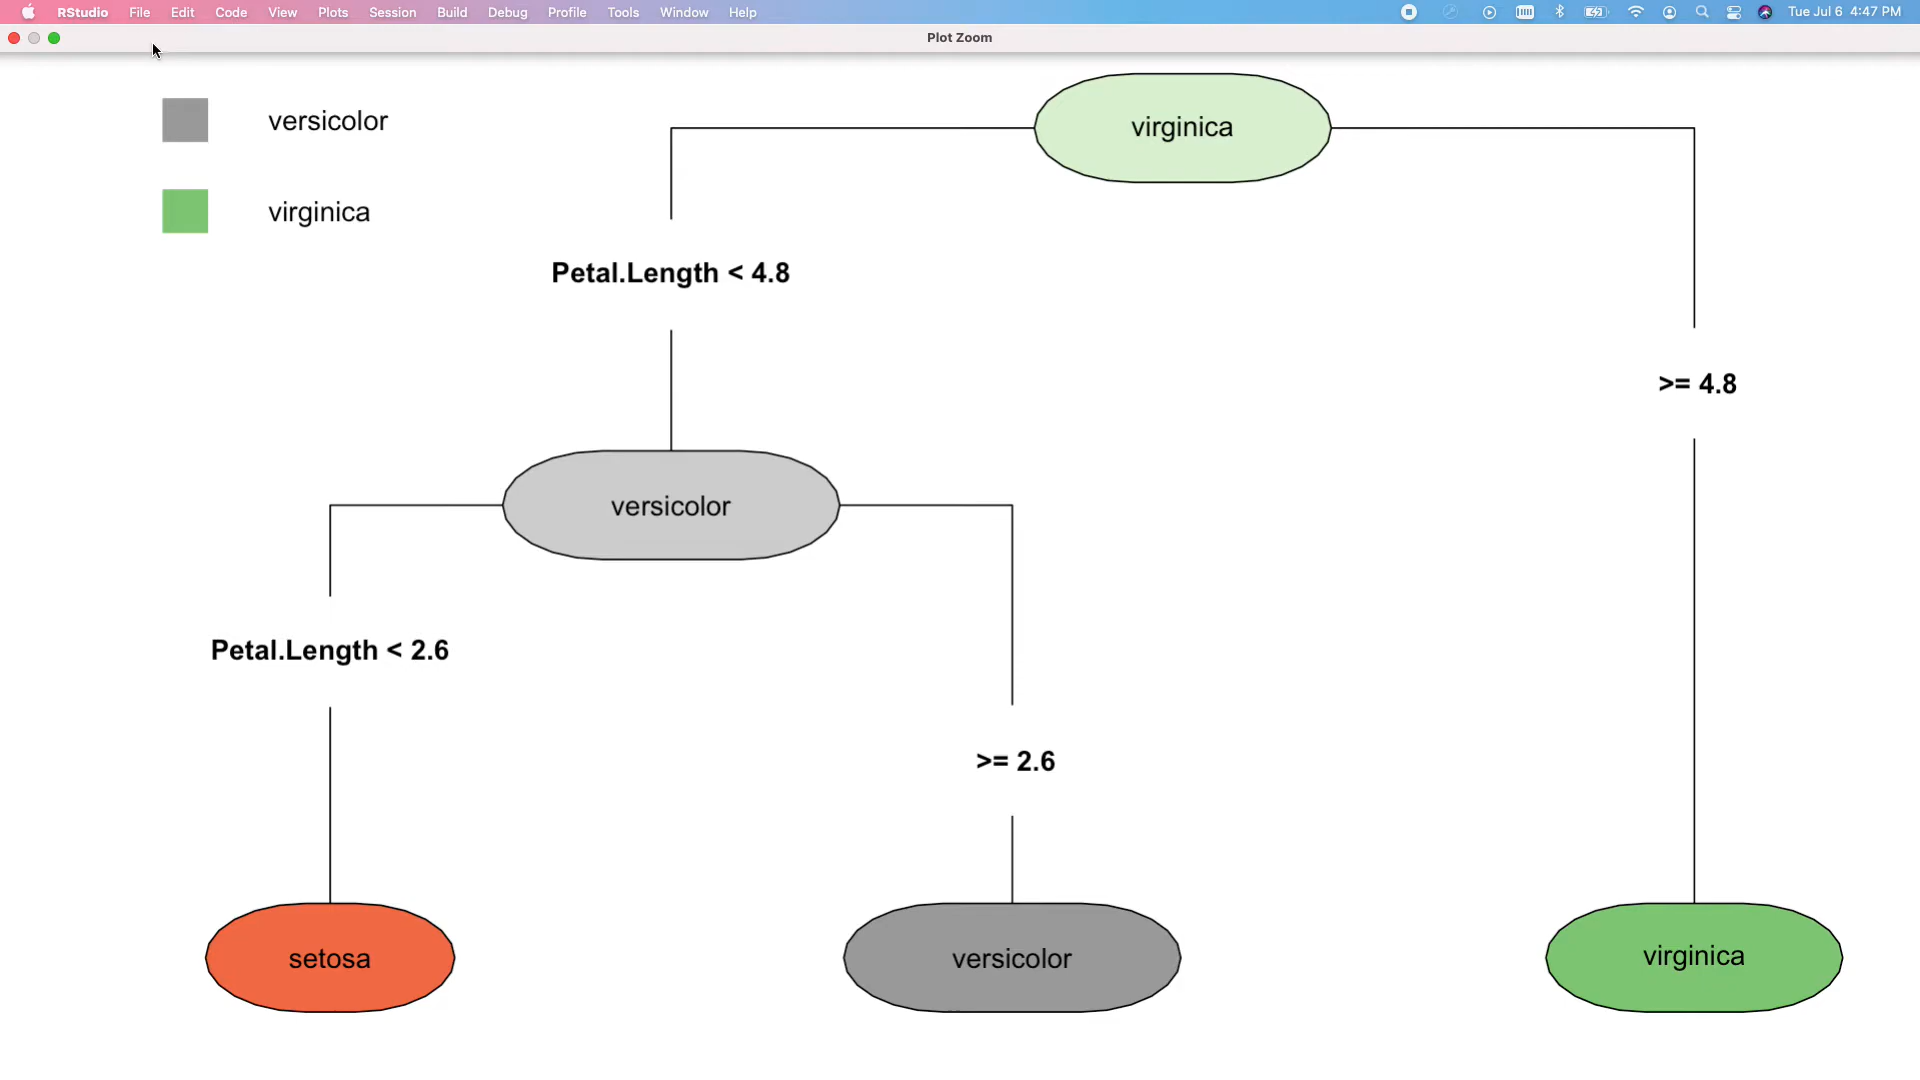 RStudio File Edit Code View Plots Session Build Debug Profile Tools Window Help Tue Jul 6 4:47 PM
Plot Zoom
versicolor
virginica
virginica
Petal.Length < 4.8
>= 4.8
versicolor
Petal.Length < 2.6
>= 2.6
setosa
versicolor
virginica